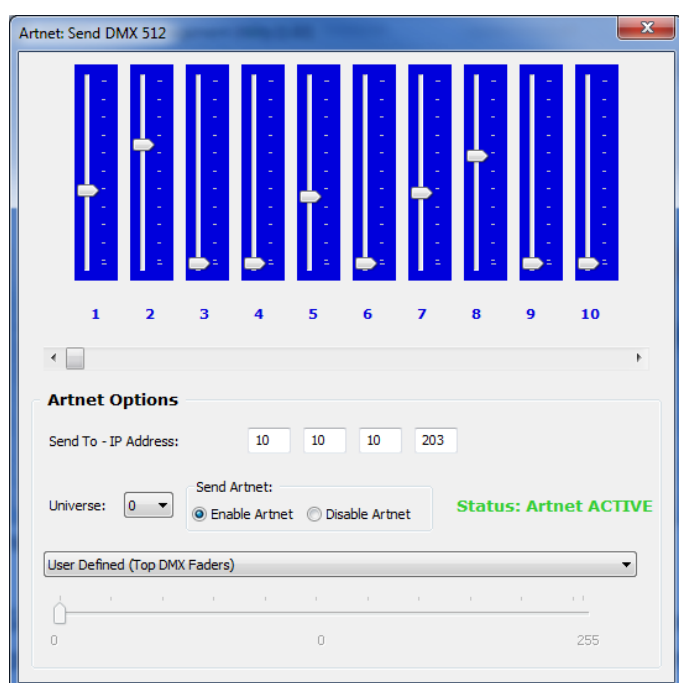 Artnet: Send DMX 512
1 2 3 4 5 6 7 8 9 10
Artnet Options
Send To - IP Address: 10 10 10 203
Send Artnet:
Universe: 0 Enable Artnet Disable Artnet Status: Artnet ACTIVE
User Defined (Top DMX Faders)
0 0 255